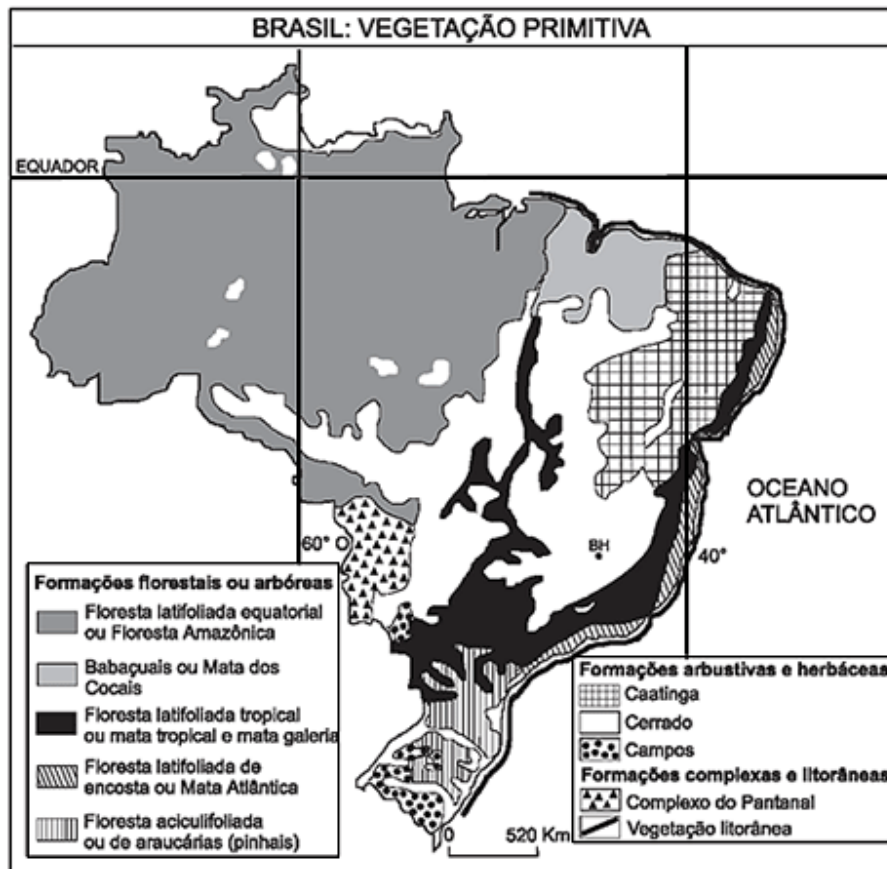 BRASIL: VEGETAÇÃO PRIMITIVA
EQUADOR
OCEANO
ATLÂNTICO
BH
60° O
40°
Formações florestais ou arbóreas
Floresta latifoliada equatorial
ou Floresta Amazônica
Babaçuais ou Mata dos
Cocais
Floresta latifoliada tropical
ou mata tropical e mata galeria
Floresta latifoliada de
encosta ou Mata Atlântica
Floresta aciculifoliada
ou de araucárias (pinhais)
Formações arbustivas e herbáceas
Caatinga
Cerrado
Campos
Formações complexas e litorâneas
Complexo do Pantanal
Vegetação litorânea
0 520 Km